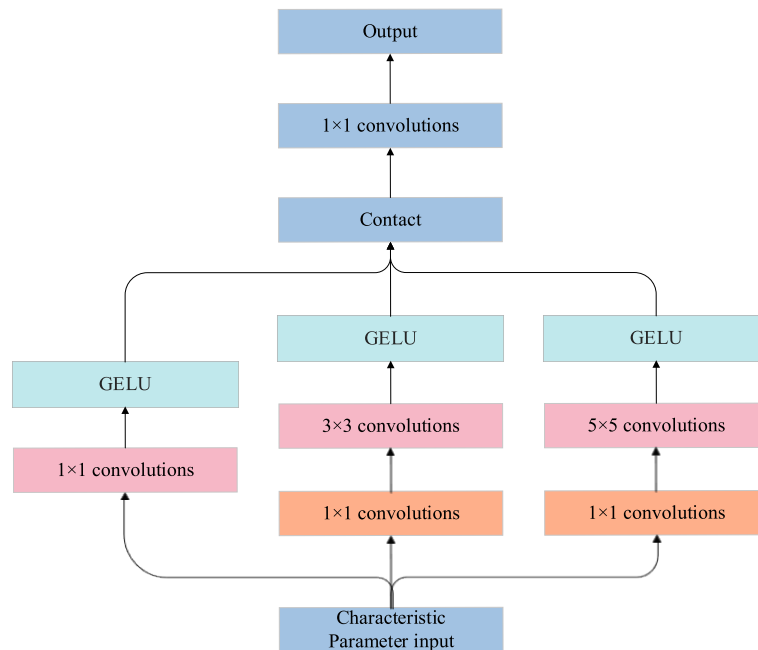 Output
1×1 convolutions
Contact
GELU
GELU
GELU
3×3 convolutions
5×5 convolutions
1×1 convolutions
1×1 convolutions
1×1 convolutions
Characteristic
Parameter input